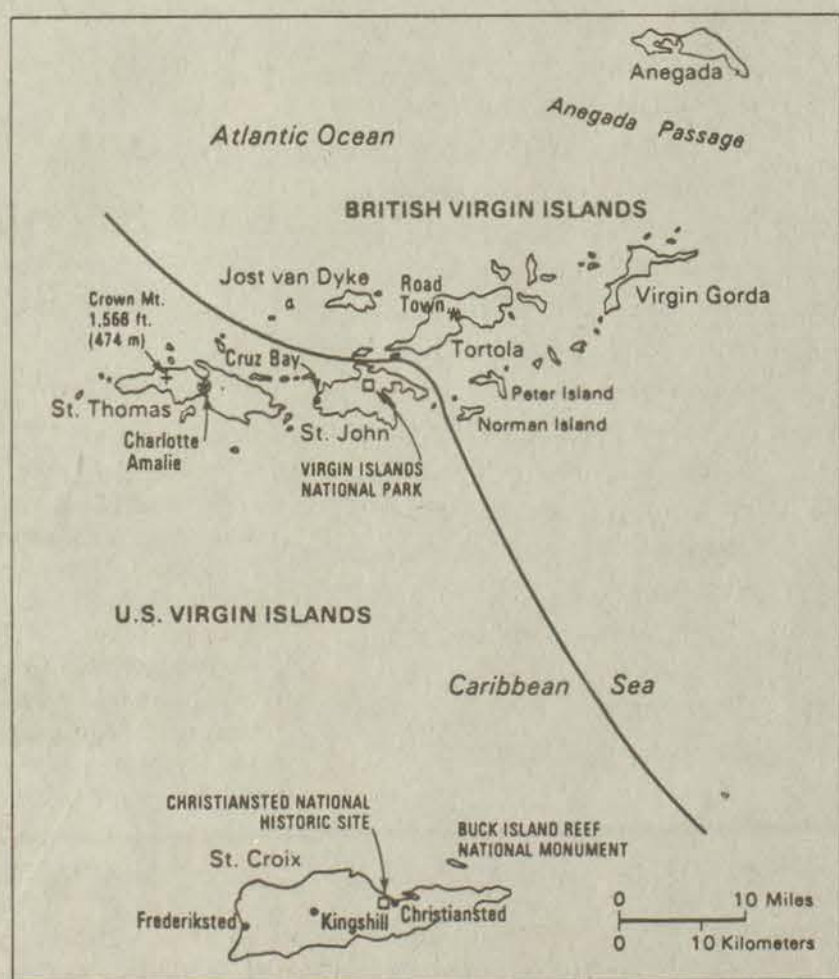 Anegada
Anegada Passage
Atlantic Ocean
BRITISH VIRGIN ISLANDS
Jost van Dyke
Road
Town
Virgin Gorda
Crown Mt.
1,556 ft.
(474 m)
Cruz Bay
Tortola
Peter Island
St. Thomas
Norman Island
St. John
Charlotte
Amalie
VIRGIN ISLANDS
NATIONAL PARK
U.S. VIRGIN ISLANDS
Caribbean Sea
CHRISTIANSTED NATIONAL
HISTORIC SITE
BUCK ISLAND REEF
NATIONAL MONUMENT
St. Croix
Frederiksted
Kingshill
Christiansted
0 10 Miles
0 10 Kilometers